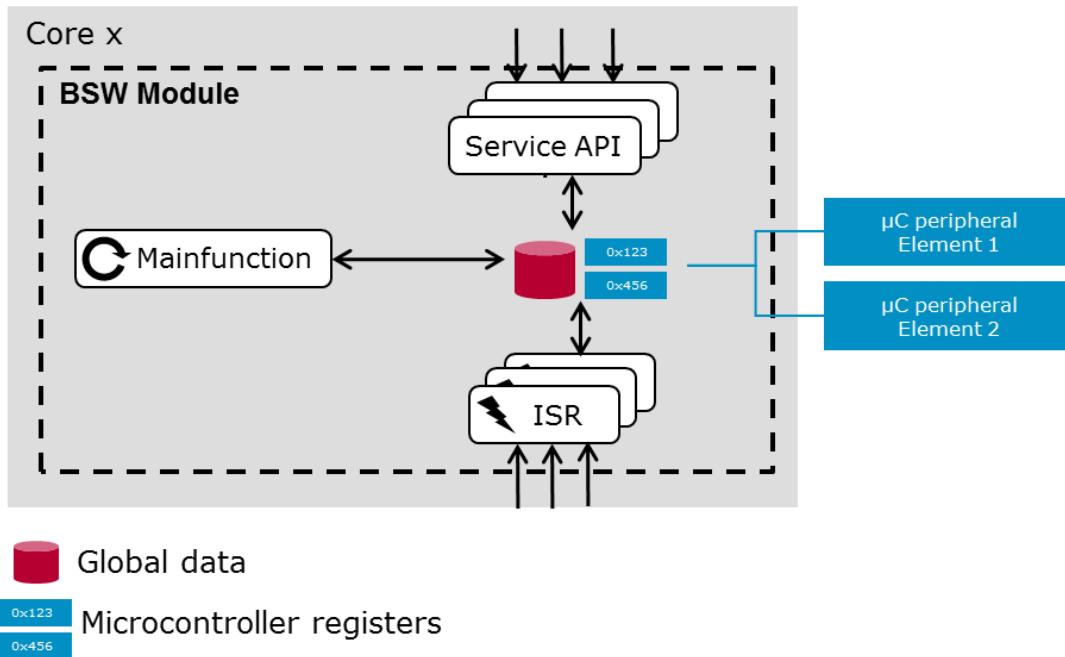 Core x
BSW Module
Service API
Mainfunction
0x123
0x456
µC peripheral
Element 1
µC peripheral
Element 2
ISR
Global data
0x123
Microcontroller registers
0x456